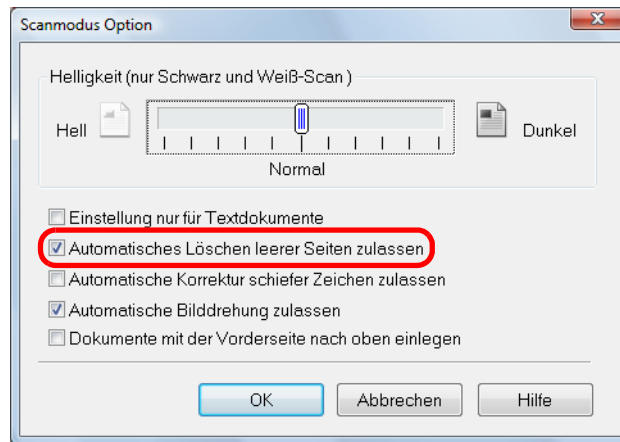 Scanmodus Option
Helligkeit (nur Schwarz und Weiß-Scan )
Hell
Dunkel
Normal
Einstellung nur für Textdokumente
Automatisches Löschen leerer Seiten zulassen
Automatische Korrektur schiefer Zeichen zulassen
Automatische Bilddrehung zulassen
Dokumente mit der Vorderseite nach oben einlegen
OK
Abbrechen
Hilfe